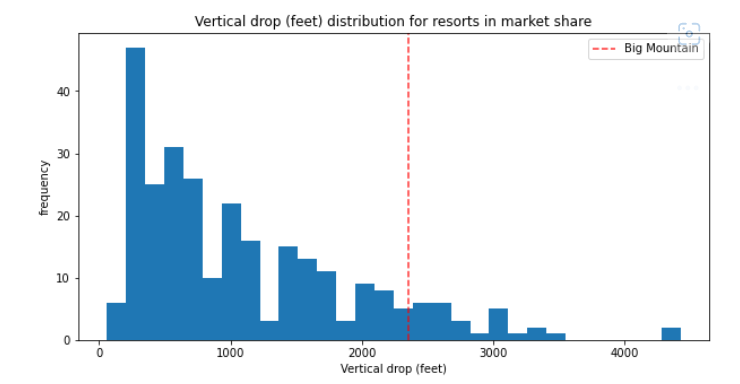 Vertical drop (feet) distribution for resorts in market share
Big Mountain
40
30
20
10
0
frequency
0 1000 2000 3000 4000
Vertical drop (feet)